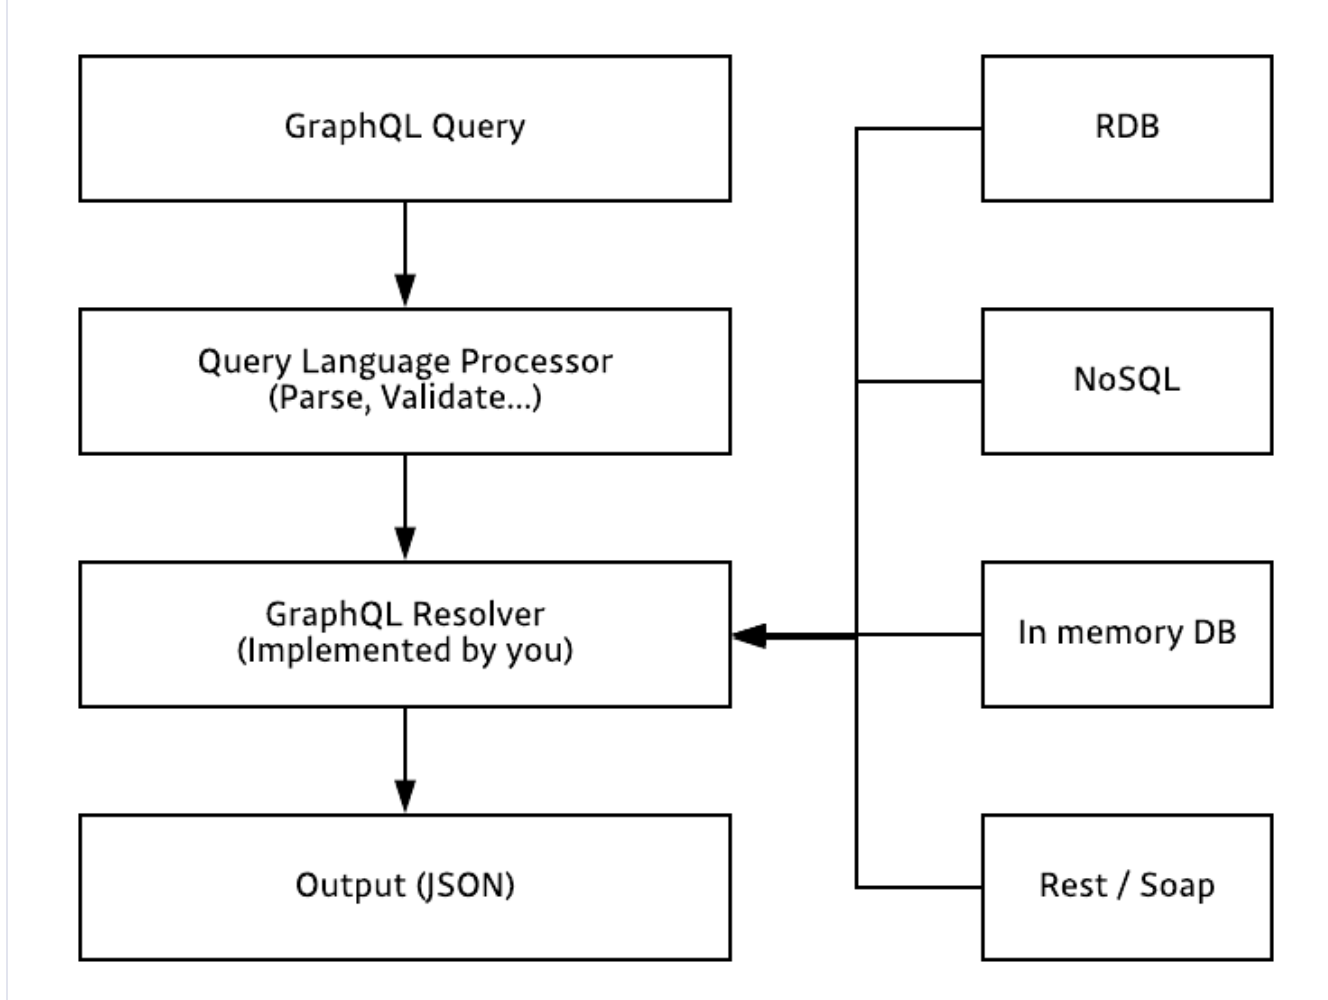 GraphQL Query
Query Language Processor
(Parse, Validate...)
GraphQL Resolver
(Implemented by you)
Output (JSON)
RDB
NoSQL
In memory DB
Rest / Soap